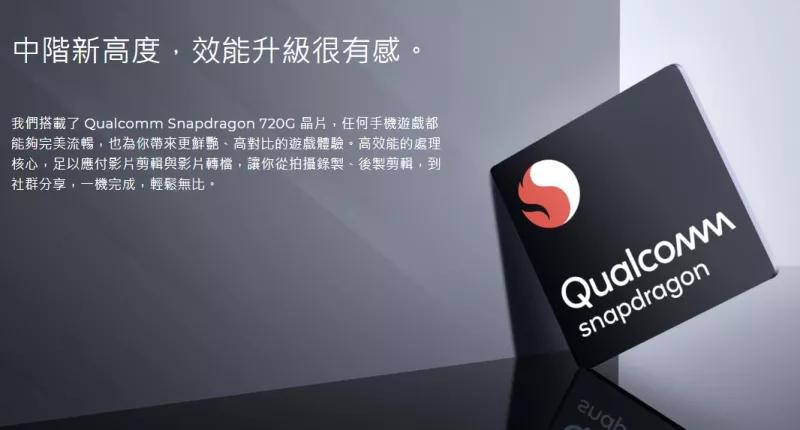 中階新高度，效能升級很有感。
我們搭載了 Qualcomm Snapdragon 720G 晶片，任何手機遊戲都
能夠完美流暢，也為你帶來更鮮艷、高對比的遊戲體驗。高效能的處理
核心，足以應付影片剪輯與影片轉檔，讓你從拍攝錄製、後製剪輯，到
社群分享，一機完成，輕鬆無比。
Qualcomm
snapdragon
snapd